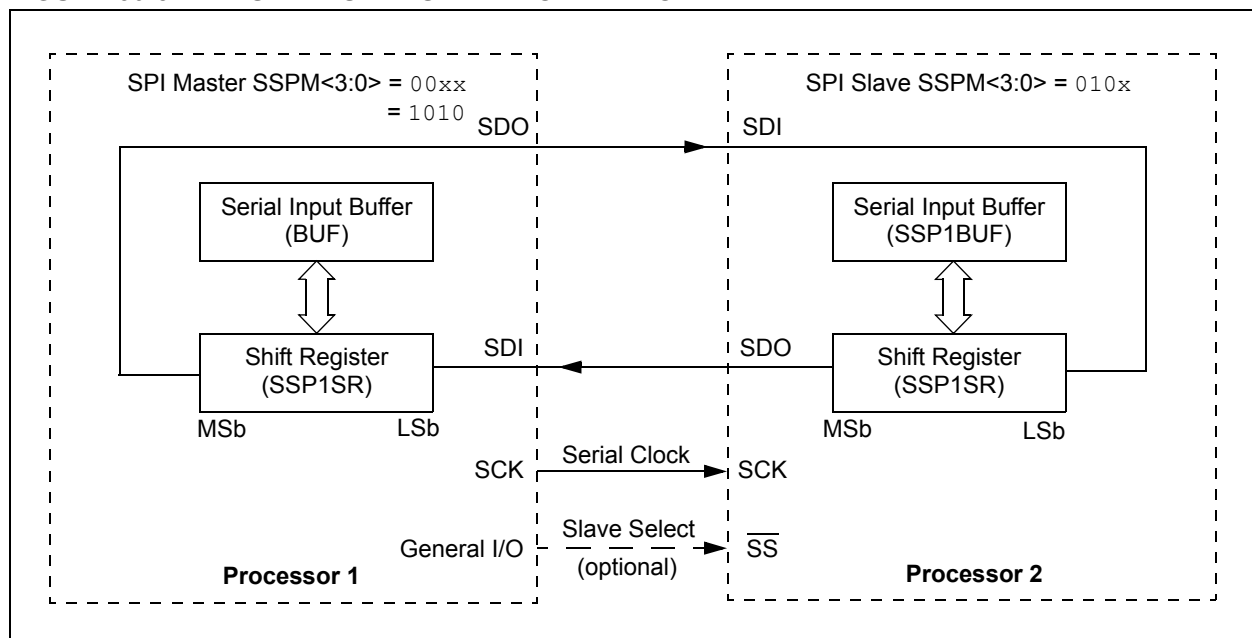 SPI Master SSPM<3:0> = 00xx
= 1010
SDO
Serial Input Buffer
(BUF)
Shift Register
(SSP1SR)
MSb
LSb
SDI
SCK
General I/O
Processor 1
Serial Clock
Slave Select
(optional)
SPI Slave SSPM<3:0> = 010x
SDI
Serial Input Buffer
(SSP1BUF)
SDO
Shift Register
(SSP1SR)
MSb
LSb
SCK
SS
Processor 2